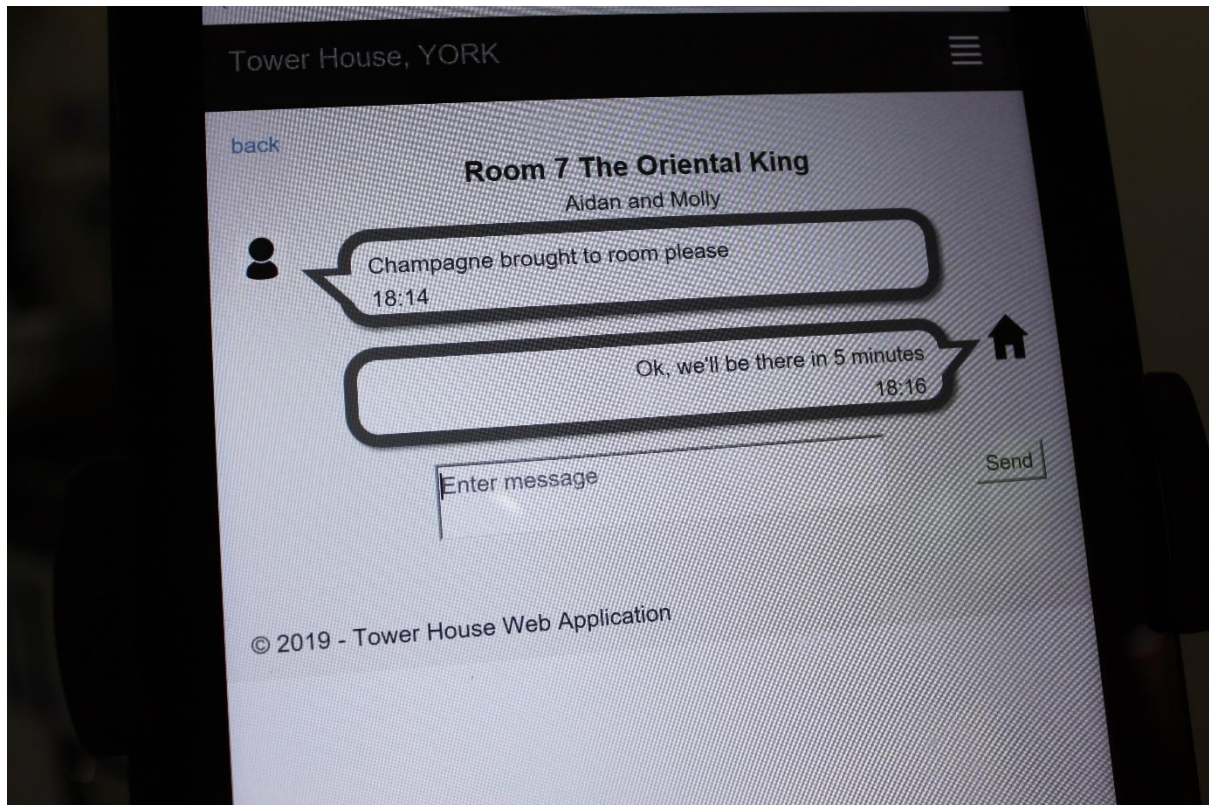 Tower House, YORK
back
Room 7 The Oriental King
Aidan and Molly
Champagne brought to room please
18:14
Ok, we'll be there in 5 minutes
18:16
Enter message
Send
© 2019 - Tower House Web Application